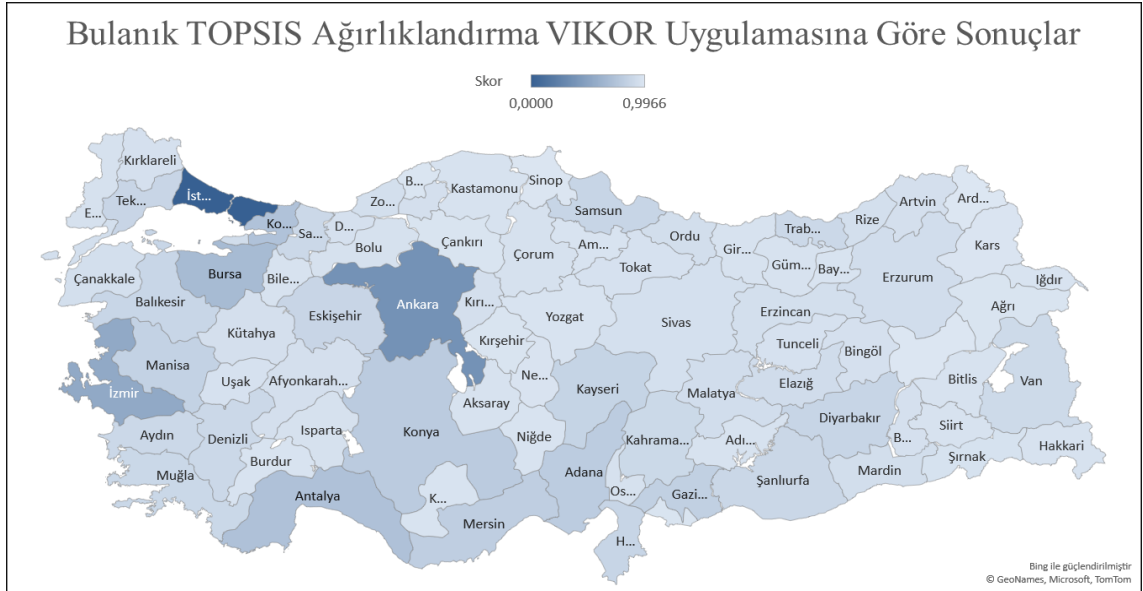 Bulanık TOPSIS Ağırlıklandırma VIKOR Uygulamasına Göre Sonuçlar
Skor
0,0000 0,9966
Kırklareli
E...
Tek...
İst...
Ko...
Sa...
D...
Zo...
B...
Kastamonu
Sinop
Samsun
Ordu
Gir...
Trab...
Rize
Artvin
Ard...
Kars
Iğdır
Bolu
Çankırı
Çorum
Am...
Tokat
Güm...
Bay...
Erzurum
Ağrı
Çanakkale
Balıkesir
Bursa
Bile...
Eskişehir
Ankara
Kırı...
Yozgat
Sivas
Erzincan
Tunceli
Bingöl
Kütahya
Kırşehir
Manisa
Uşak
Afyonkarah...
Ne...
Kayseri
Malatya
Elazığ
Bitlis
Van
İzmir
Aksaray
Diyarbakır
Aydın
Denizli
Isparta
Konya
Niğde
Kahrama...
Adı...
B...
Siirt
Hakkari
Şırnak
Mardin
Muğla
Burdur
Antalya
K...
Mersin
Adana
Os...
Gazi...
Şanlıurfa
H...
Bing ile güçlendirilmiştir
© GeoNames, Microsoft, TomTom